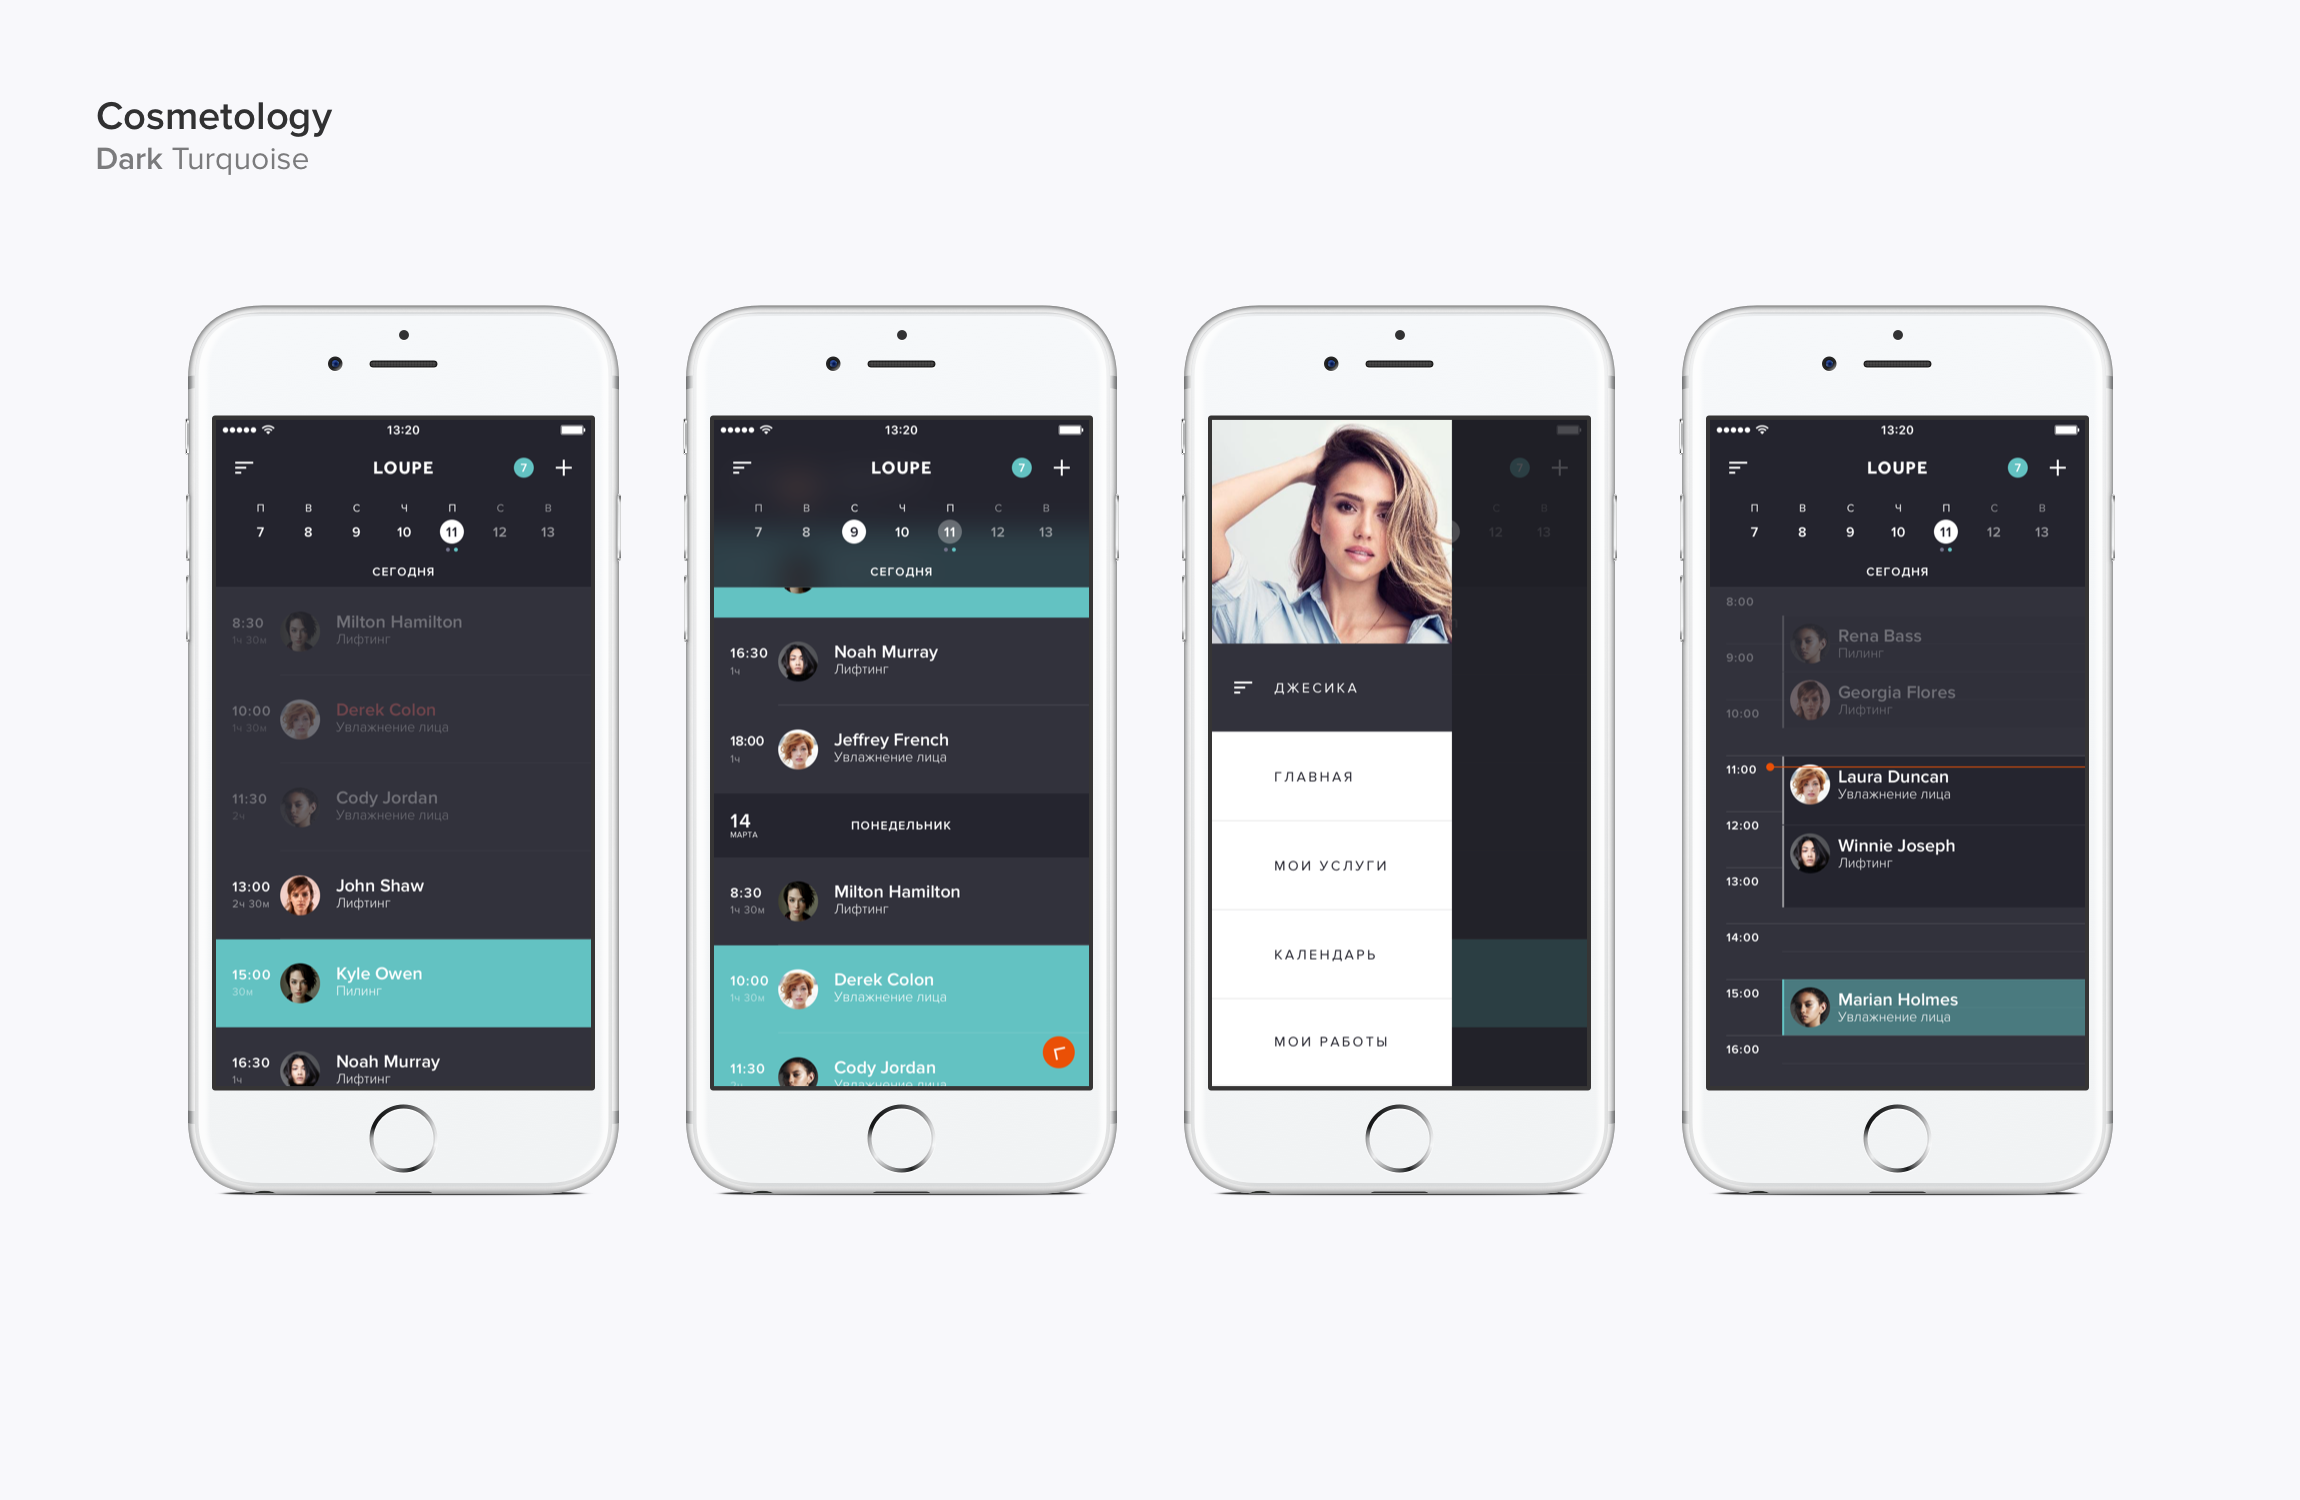 Cosmetology
Dark Turquoise
13:20
LOUPE
7
П В С Ч П С В
7 8 9 10 11 12 13
СЕГОДНЯ
8:30 Milton Hamilton
1ч 30м Лифтинг
10:00 Derek Colon
1ч 30м Увлажнение лица
11:30 Cody Jordan
2ч Увлажнение лица
13:00 John Shaw
2ч 30м Лифтинг
15:00 Kyle Owen
30м Пилинг
16:30 Noah Murray
1ч Лифтинг
13:20
LOUPE
7
П В С Ч П С В
7 8 9 10 11 12 13
СЕГОДНЯ
16:30 Noah Murray
1ч Лифтинг
18:00 Jeffrey French
1ч Увлажнение лица
14 ПОНЕДЕЛЬНИК
МАРТА
8:30 Milton Hamilton
1ч 30м Лифтинг
10:00 Derek Colon
1ч 30м Увлажнение лица
11:30 Cody Jordan
2ч Увлажнение лица
7
С В
12 13
ДЖЕСИКА
ГЛАВНАЯ
МОИ УСЛУГИ
КАЛЕНДАРЬ
МОИ РАБОТЫ
13:20
LOUPE
7
П В С Ч П С В
7 8 9 10 11 12 13
СЕГОДНЯ
8:00
Rena Bass
Пилинг
9:00
Georgia Flores
Лифтинг
10:00
11:00
Laura Duncan
Увлажнение лица
12:00
Winnie Joseph
Лифтинг
13:00
14:00
15:00
Marian Holmes
Увлажнение лица
16:00